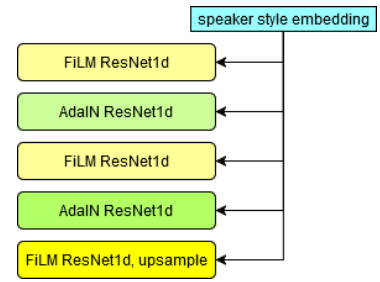 speaker style embedding
FiLM ResNet1d
AdaIN ResNet1d
FiLM ResNet1d
AdaIN ResNet1d
FiLM ResNet1d, upsample